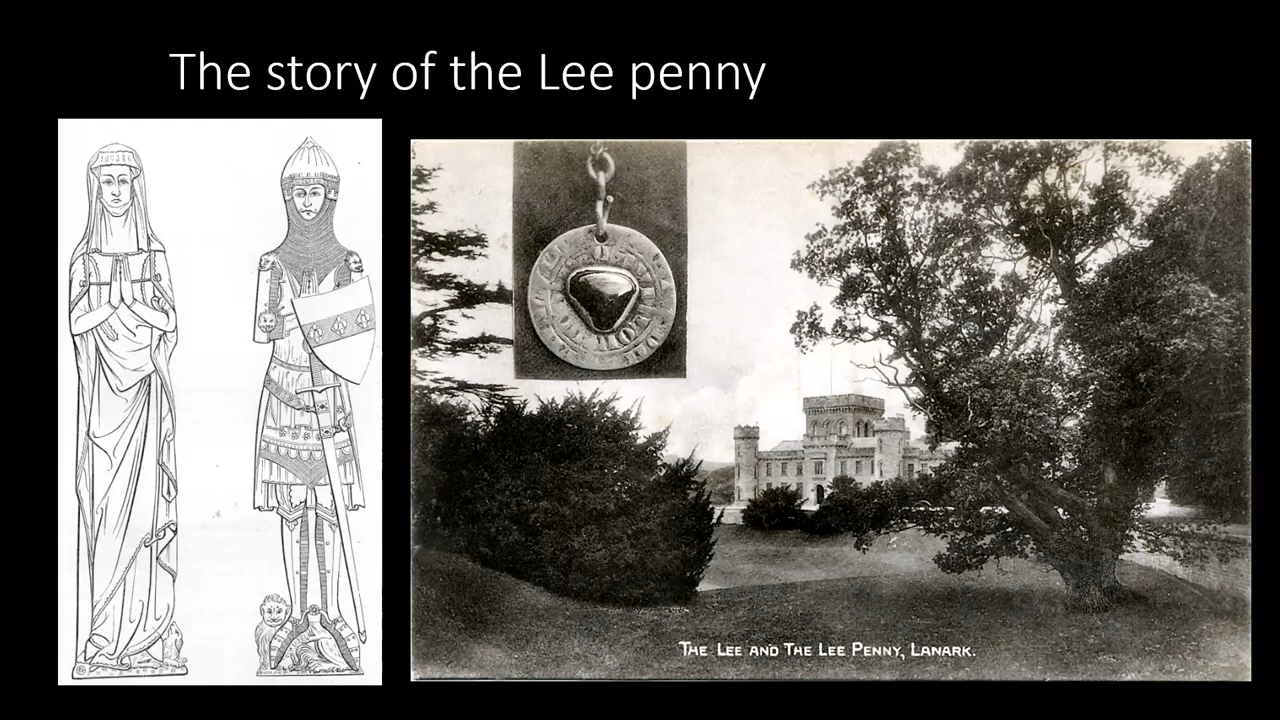 The story of the Lee penny
THE LEE AND THE LEE PENNY, LANARK.